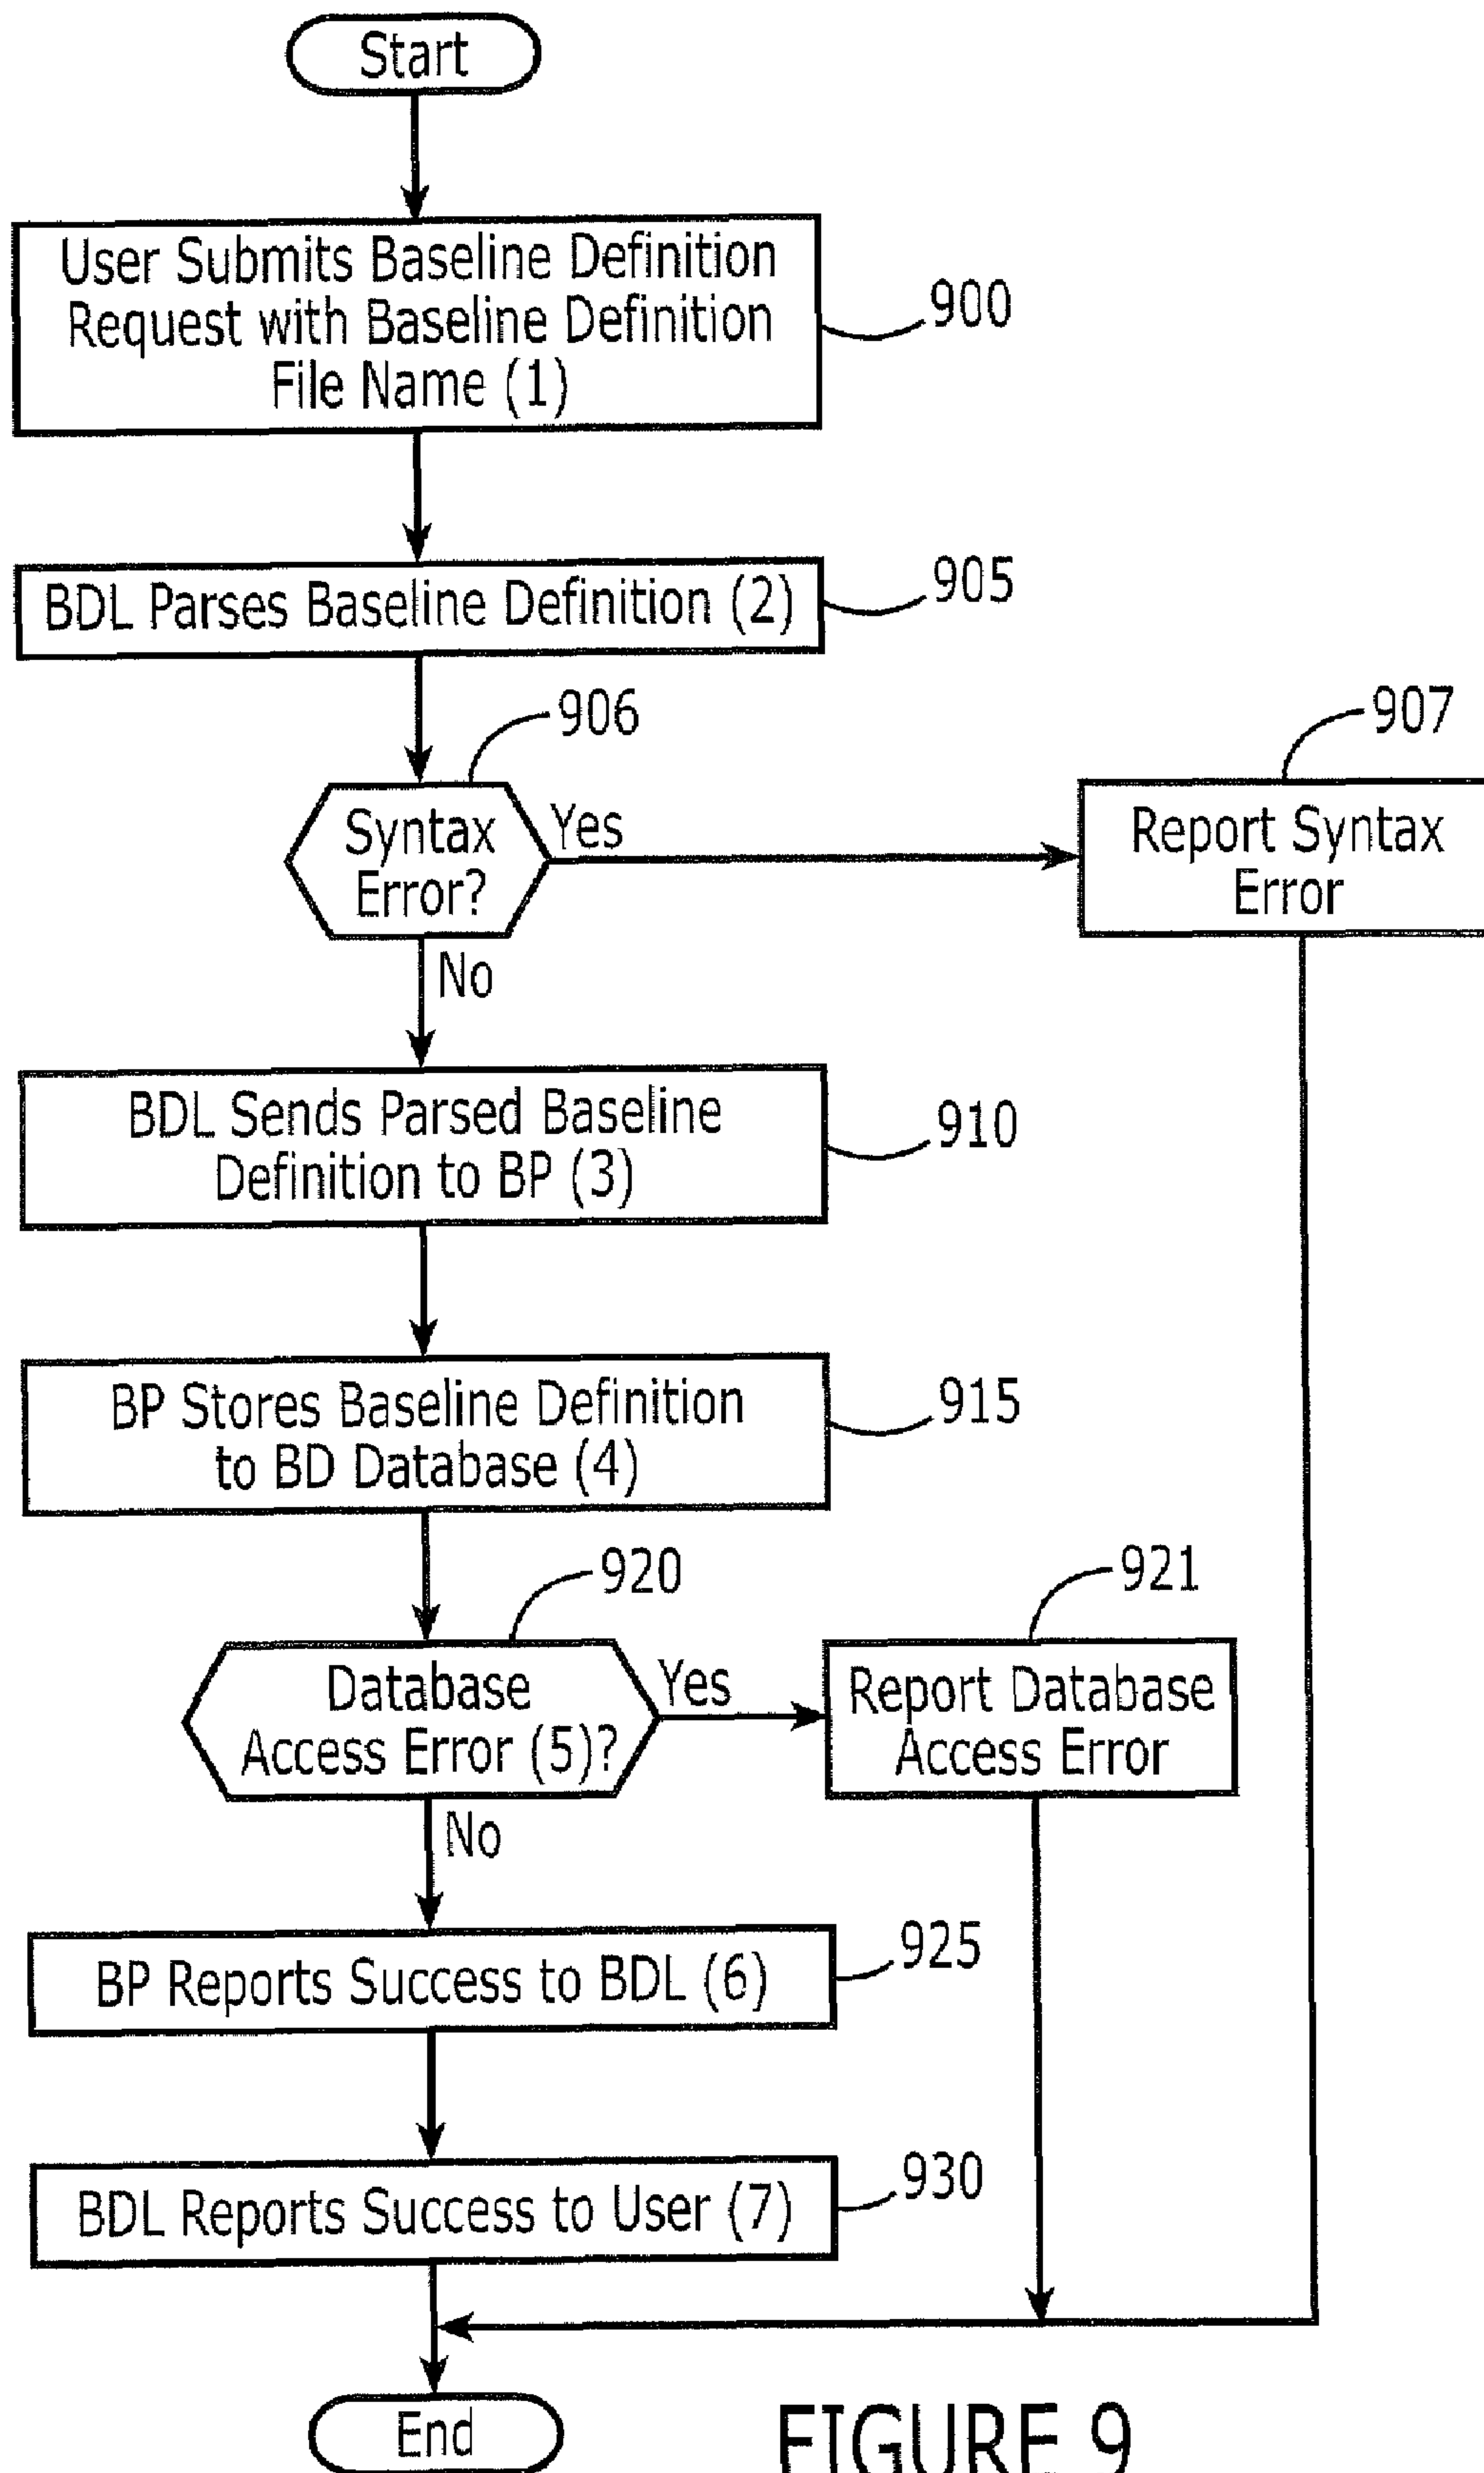 Start
User Submits Baseline Definition
Request with Baseline Definition
File Name (1)
900
BDL Parses Baseline Definition (2)
905
906
907
Syntax
Error?
Yes
Report Syntax
Error
No
BDL Sends Parsed Baseline
Definition to BP (3)
910
BP Stores Baseline Definition
to BD Database (4)
915
920
921
Database
Access Error (5)?
Yes
Report Database
Access Error
No
BP Reports Success to BDL (6)
925
BDL Reports Success to User (7)
930
End
FIGURE 9